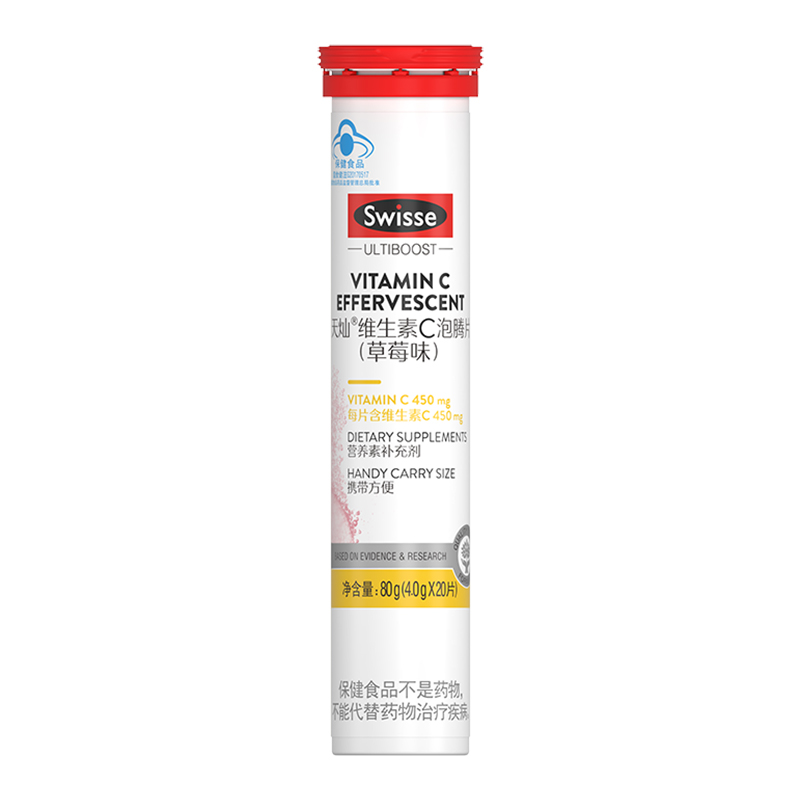 保健食品
Swisse
ULTIBOOST
VITAMIN C
EFFERVESCENT
天灿®维生素C泡腾片
(草莓味)
VITAMIN C 450 mg
每片含维生素C 450 mg
DIETARY SUPPLEMENTS
营养素补充剂
HANDY CARRY SIZE
携带方便
BASED ON EVIDENCE & RESEARCH
净含量:80g(4.0gX20片)
保健食品不是药物,
不能代替药物治疗疾病。